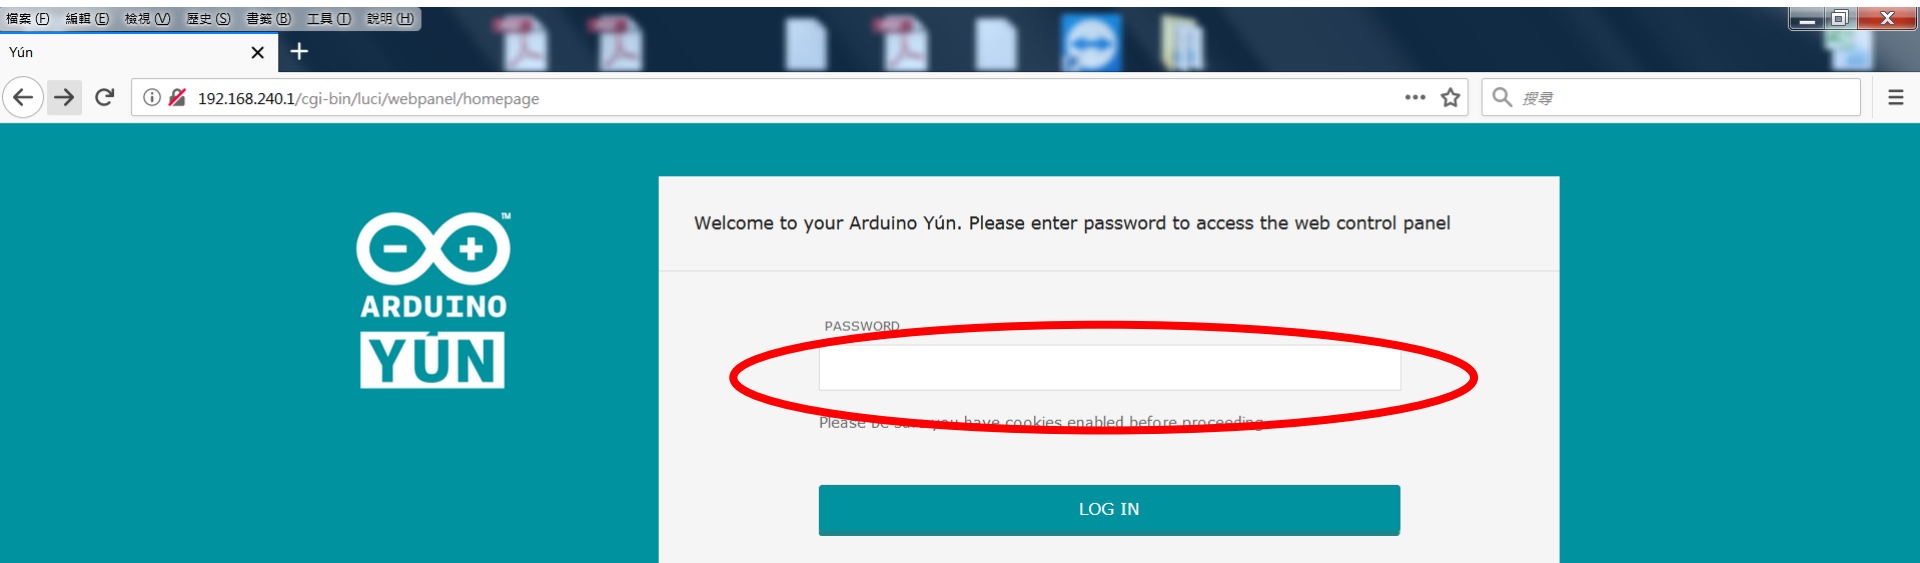 檔案(F) 編輯(E) 檢視(V) 歷史(S) 書籤(B) 工具(T) 說明(H)
Yún
192.168.240.1/cgi-bin/luci/webpanel/homepage
搜尋
Welcome to your Arduino Yún. Please enter password to access the web control panel
TM
ARDUINO
YÚN
PASSWORD
Please be sure you have cookies enabled before proceeding
LOG IN